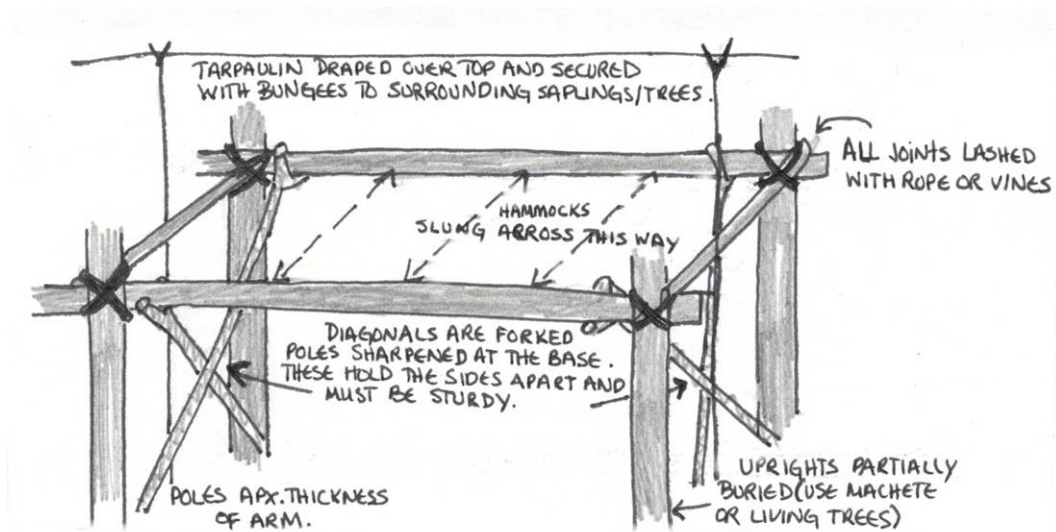 TARPAULIN DRAPED OVER TOP AND SECURED
WITH BUNGEES TO SURROUNDING SAPLINGS/TREES.
ALL JOINTS LASHED
WITH ROPE OR VINES
HAMMOCKS
SLUNG ARROSS THIS WAY
DIAGONALS ARE FORKED
POLES SHARPENED AT THE BASE.
THESE HOLD THE SIDES APART AND
MUST BE STURDY.
POLES APX. THICKNESS
OF ARM.
UPRIGHTS PARTIALLY
BURIED (USE MACHETE
OR LIVING TREES)